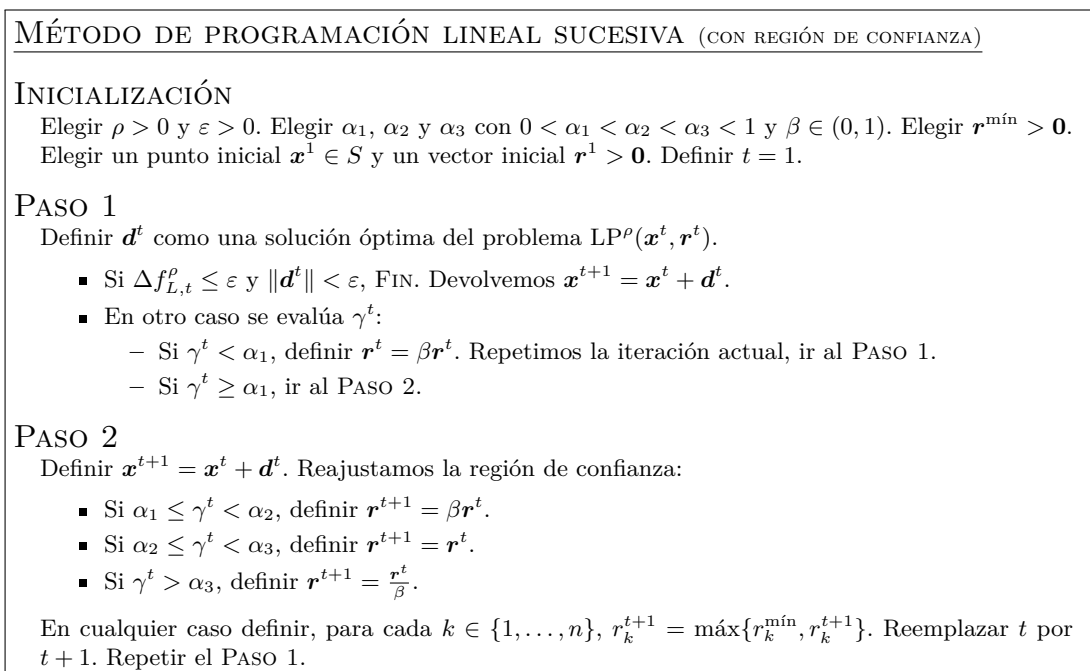 MÉTODO DE PROGRAMACIÓN LINEAL SUCESIVA (CON REGIÓN DE CONFIANZA)
INICIALIZACIÓN
Elegir ρ > 0 y ε > 0. Elegir α₁, α₂ y α₃ con 0 < α₁ < α₂ < α₃ < 1 y β ∈ (0, 1). Elegir r^mín > 0.
Elegir un punto inicial x¹ ∈ S y un vector inicial r¹ > 0. Definir t = 1.
PASO 1
Definir d^t como una solución óptima del problema LP^ρ(x^t, r^t).
▪ Si Δf^ρ_{L,t} ≤ ε y ‖d^t‖ < ε, FIN. Devolvemos x^{t+1} = x^t + d^t.
▪ En otro caso se evalúa γ^t:
– Si γ^t < α₁, definir r^t = βr^t. Repetimos la iteración actual, ir al PASO 1.
– Si γ^t ≥ α₁, ir al PASO 2.
PASO 2
Definir x^{t+1} = x^t + d^t. Reajustamos la región de confianza:
▪ Si α₁ ≤ γ^t < α₂, definir r^{t+1} = βr^t.
▪ Si α₂ ≤ γ^t < α₃, definir r^{t+1} = r^t.
▪ Si γ^t > α₃, definir r^{t+1} = r^t/β.
En cualquier caso definir, para cada k ∈ {1, . . . , n}, r_k^{t+1} = máx{r_k^mín, r_k^{t+1}}. Reemplazar t por
t + 1. Repetir el PASO 1.